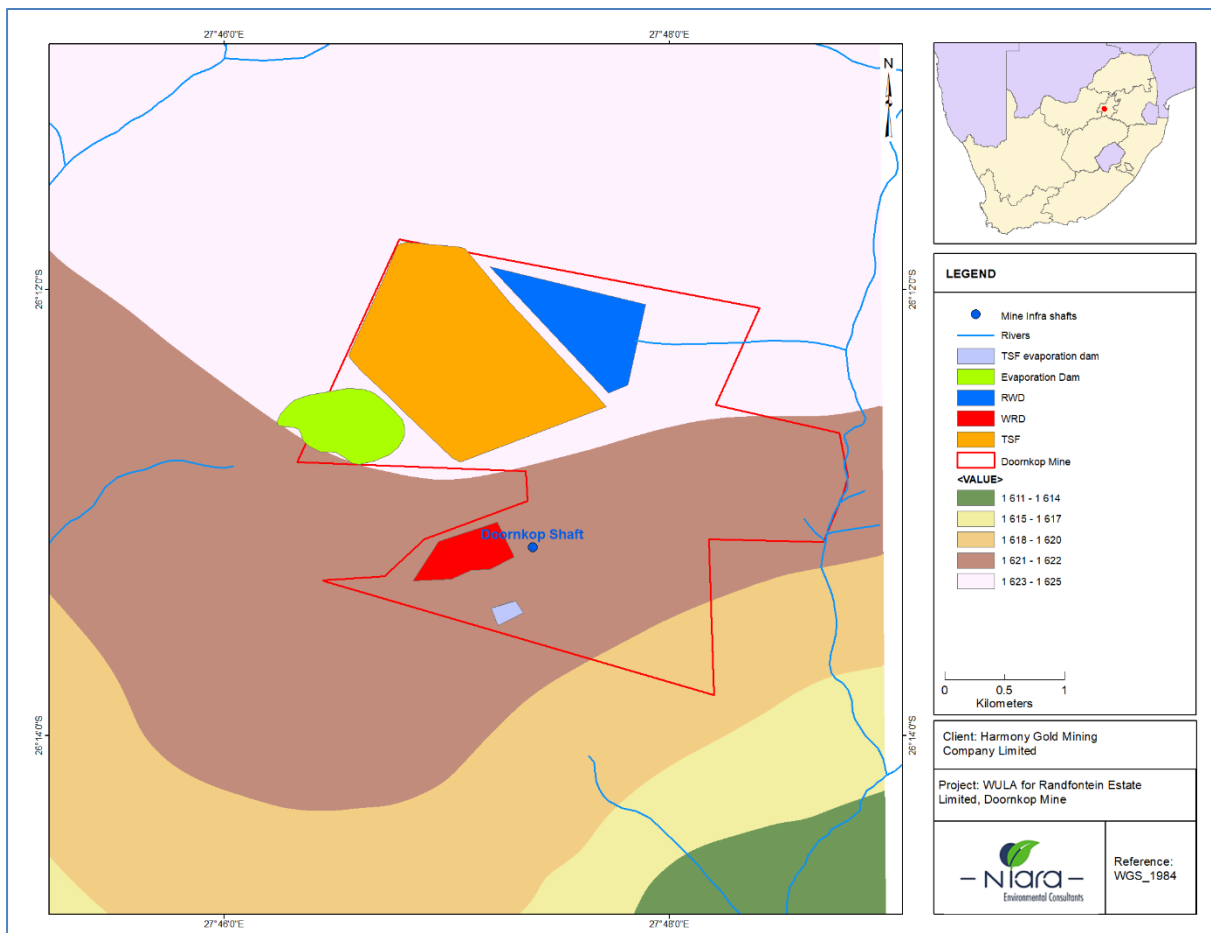 27°46'0"E
27°48'0"E
N
26°12'0"S
26°12'0"S
Doornkop Shaft
26°14'0"S
26°14'0"S
27°46'0"E
27°48'0"E
LEGEND
Mine Infra shafts
Rivers
TSF evaporation dam
Evaporation Dam
RWD
WRD
TSF
Doornkop Mine
<VALUE>
1 611 - 1 614
1 615 - 1 617
1 618 - 1 620
1 621 - 1 622
1 623 - 1 625
0 0.5 1
Kilometers
Client: Harmony Gold Mining
Company Limited
Project: WULA for Randfontein Estate
Limited, Doornkop Mine
– NIara –
Environmental Consultants
Reference:
WGS_1984